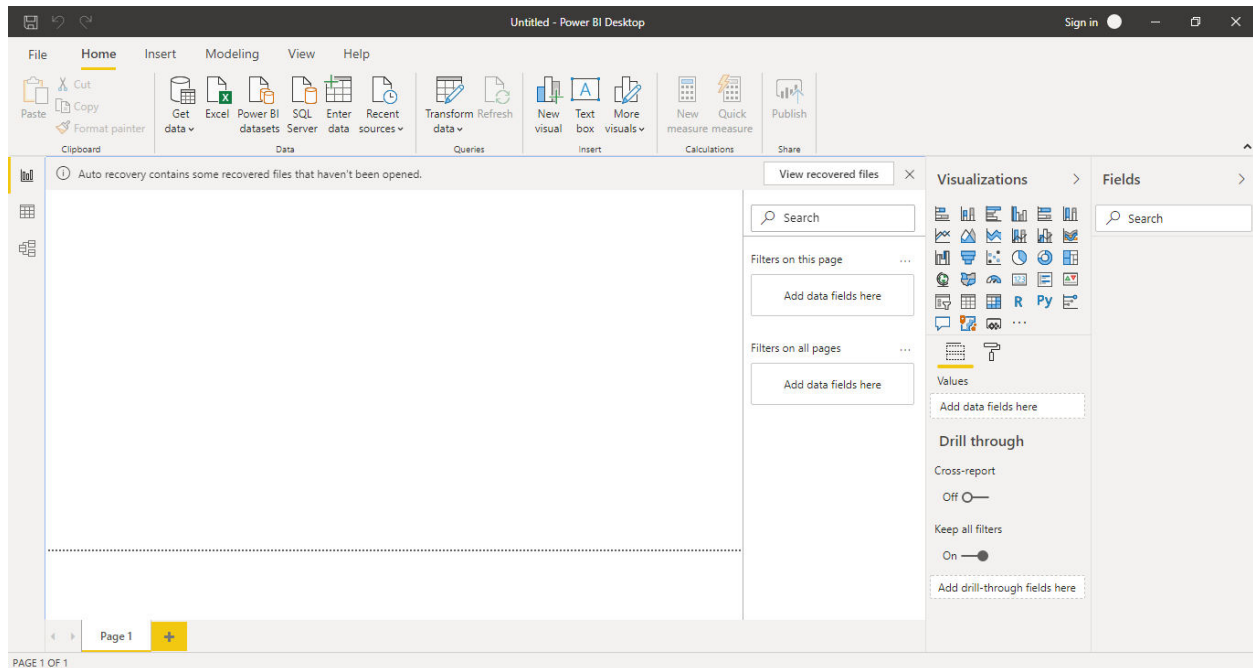 Untitled - Power BI Desktop
Sign in
File Home Insert Modeling View Help
Paste
Cut
Copy
Format painter
Clipboard
Get data
Excel
Power BI datasets
SQL Server
Enter data
Recent sources
Data
Transform data
Refresh
Queries
New visual
Text box
More visuals
Insert
New measure
Quick measure
Calculations
Publish
Share
Auto recovery contains some recovered files that haven't been opened.
View recovered files
Search
Filters on this page
...
Add data fields here
Filters on all pages
...
Add data fields here
Visualizations
123
R
Py
...
Values
Add data fields here
Drill through
Cross-report
Off
Keep all filters
On
Add drill-through fields here
Fields
Search
Page 1
PAGE 1 OF 1